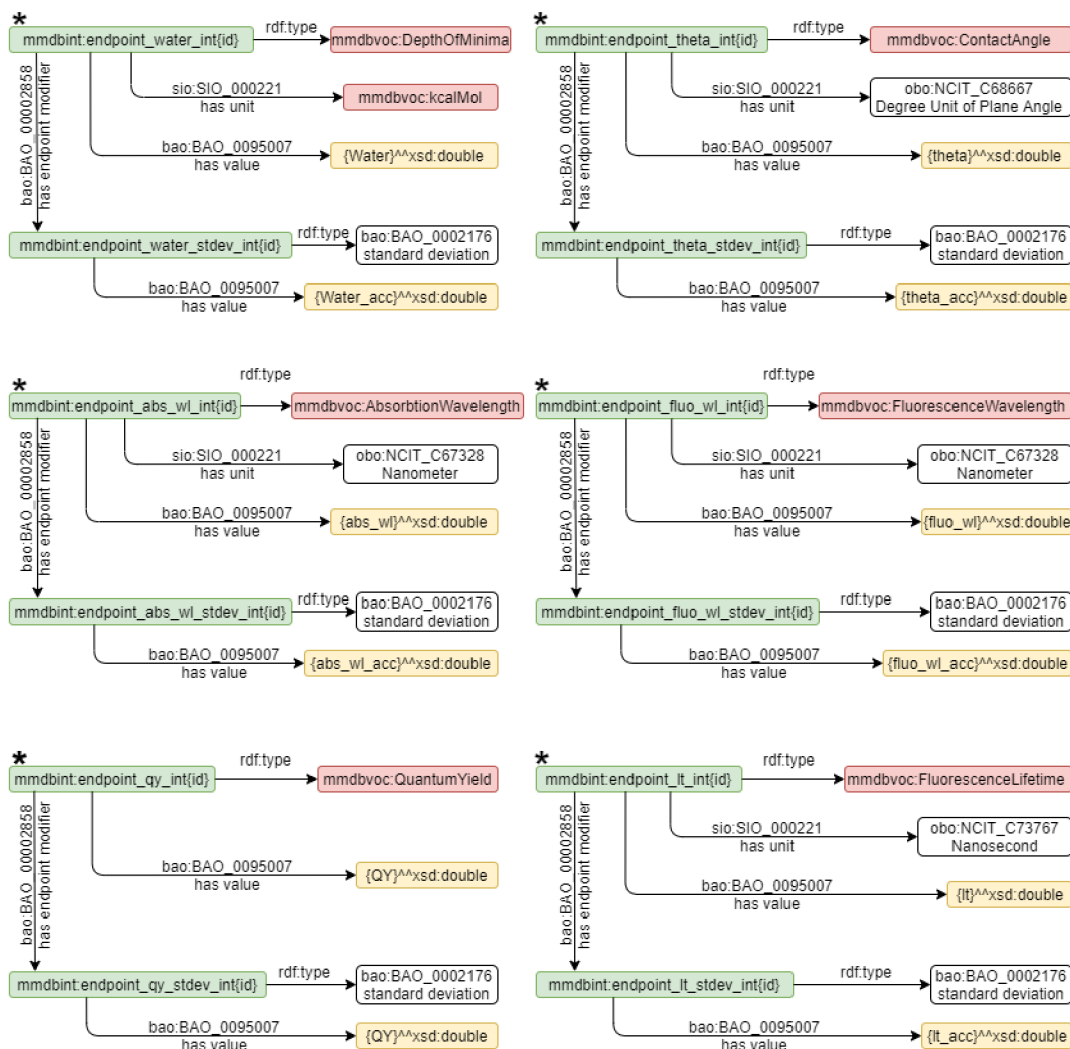 *
mmdbint:endpoint_water_int{id}
rdf:type
mmdbvoc:DepthOfMinima
sio:SIO_000221
has unit
mmdbvoc:kcalMol
bao:BAO_0095007
has value
{Water}^^xsd:double
bao:BAO_00002858
has endpoint modifier
mmdbint:endpoint_water_stdev_int{id}
rdf:type
bao:BAO_0002176
standard deviation
bao:BAO_0095007
has value
{Water_acc}^^xsd:double
*
mmdbint:endpoint_theta_int{id}
rdf:type
mmdbvoc:ContactAngle
sio:SIO_000221
has unit
obo:NCIT_C68667
Degree Unit of Plane Angle
bao:BAO_0095007
has value
{theta}^^xsd:double
bao:BAO_00002858
has endpoint modifier
mmdbint:endpoint_theta_stdev_int{id}
rdf:type
bao:BAO_0002176
standard deviation
bao:BAO_0095007
has value
{theta_acc}^^xsd:double
*
mmdbint:endpoint_abs_wl_int{id}
rdf:type
mmdbvoc:AbsorbtionWavelength
sio:SIO_000221
has unit
obo:NCIT_C67328
Nanometer
bao:BAO_0095007
has value
{abs_wl}^^xsd:double
bao:BAO_00002858
has endpoint modifier
mmdbint:endpoint_abs_wl_stdev_int{id}
rdf:type
bao:BAO_0002176
standard deviation
bao:BAO_0095007
has value
{abs_wl_acc}^^xsd:double
*
mmdbint:endpoint_fluo_wl_int{id}
rdf:type
mmdbvoc:FluorescenceWavelength
sio:SIO_000221
has unit
obo:NCIT_C67328
Nanometer
bao:BAO_0095007
has value
{fluo_wl}^^xsd:double
bao:BAO_00002858
has endpoint modifier
mmdbint:endpoint_fluo_wl_stdev_int{id}
rdf:type
bao:BAO_0002176
standard deviation
bao:BAO_0095007
has value
{fluo_wl_acc}^^xsd:double
*
mmdbint:endpoint_qy_int{id}
rdf:type
mmdbvoc:QuantumYield
bao:BAO_0095007
has value
{QY}^^xsd:double
bao:BAO_00002858
has endpoint modifier
mmdbint:endpoint_qy_stdev_int{id}
rdf:type
bao:BAO_0002176
standard deviation
bao:BAO_0095007
has value
{QY}^^xsd:double
*
mmdbint:endpoint_lt_int{id}
rdf:type
mmdbvoc:FluorescenceLifetime
sio:SIO_000221
has unit
obo:NCIT_C73767
Nanosecond
bao:BAO_0095007
has value
{lt}^^xsd:double
bao:BAO_00002858
has endpoint modifier
mmdbint:endpoint_lt_stdev_int{id}
rdf:type
bao:BAO_0002176
standard deviation
bao:BAO_0095007
has value
{lt_acc}^^xsd:double